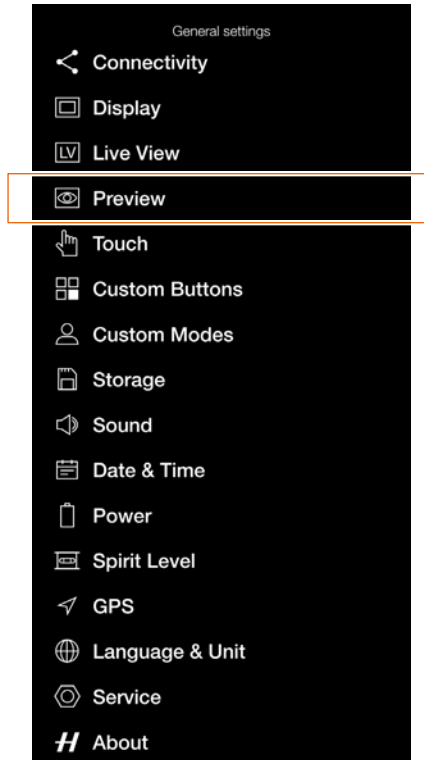 General settings
Connectivity
Display
LV Live View
Preview
Touch
Custom Buttons
Custom Modes
Storage
Sound
Date & Time
Power
Spirit Level
GPS
Language & Unit
Service
H About